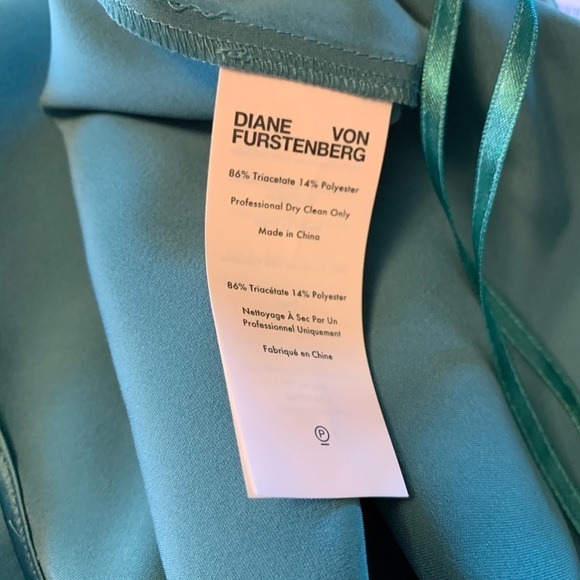 DIANE VON
FURSTENBERG
86% Triacetate 14% Polyester
Professional Dry Clean Only
Made in China
86% Triacétate 14% Polyester
Nettoyage À Sec Par Un
Professionnel Uniquement
Fabriqué en Chine
P